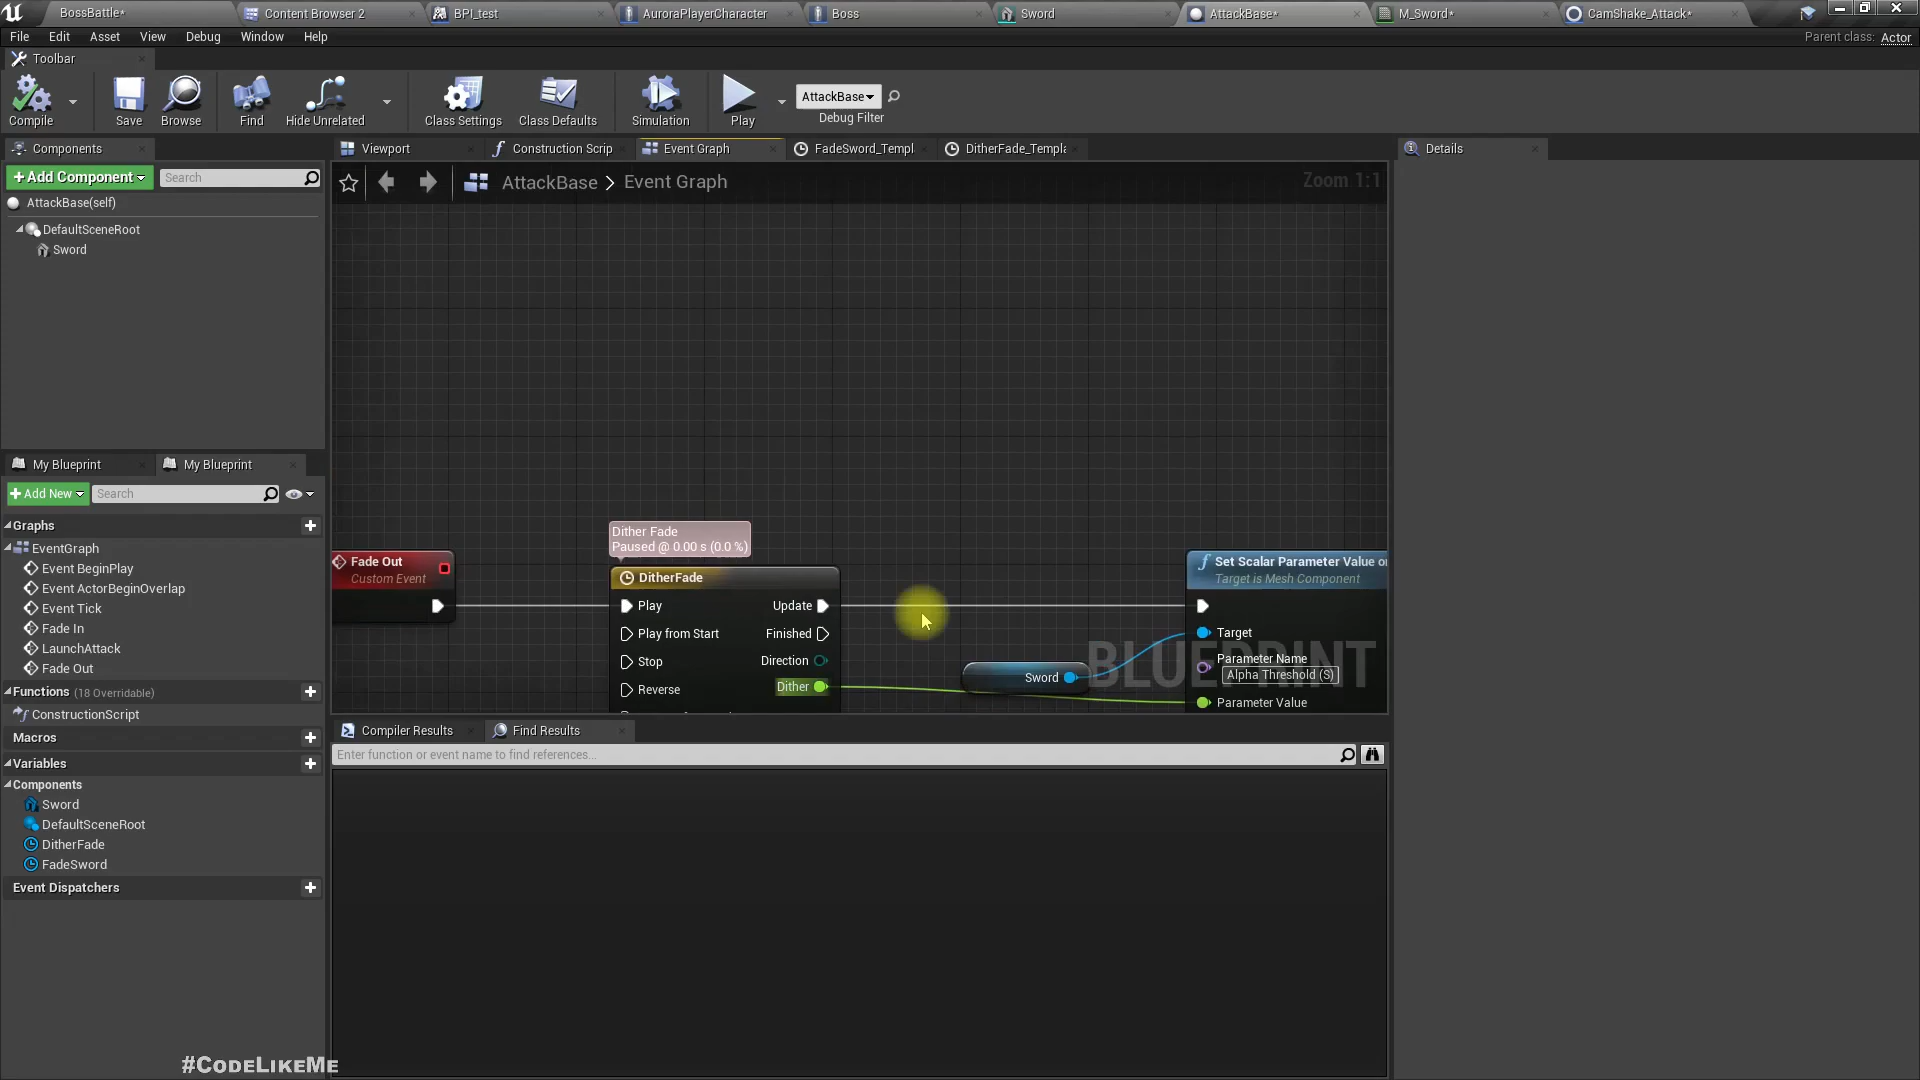 BossBattle*
Content Browser 2
BPI_test
AuroraPlayerCharacter
Boss
Sword
AttackBase*
M_Sword*
CamShake_Attack*
File Edit Asset View Debug Window Help
Parent class: Actor
Toolbar
Compile
Save
Browse
Find
Hide Unrelated
Class Settings
Class Defaults
Simulation
Play
AttackBase
Debug Filter
Components
Add Component
Search
AttackBase(self)
DefaultSceneRoot
Sword
Viewport
Construction Scrip
Event Graph
FadeSword_Templ
DitherFade_Templa
Details
AttackBase
Event Graph
Zoom 1:1
Fade Out
Custom Event
Dither Fade
Paused @ 0.00 s (0.0 %)
DitherFade
Play
Update
Play from Start
Finished
Stop
Direction
Reverse
Dither
Sword
BLUEPRINT
Set Scalar Parameter Value o
Target is Mesh Component
Target
Parameter Name
Alpha Threshold (S)
Parameter Value
My Blueprint
My Blueprint
Add New
Search
Graphs
EventGraph
Event BeginPlay
Event ActorBeginOverlap
Event Tick
Fade In
LaunchAttack
Fade Out
Functions (18 Overridable)
ConstructionScript
Macros
Variables
Components
Sword
DefaultSceneRoot
DitherFade
FadeSword
Event Dispatchers
Compiler Results
Find Results
Enter function or event name to find references...
#CodeLikeMe